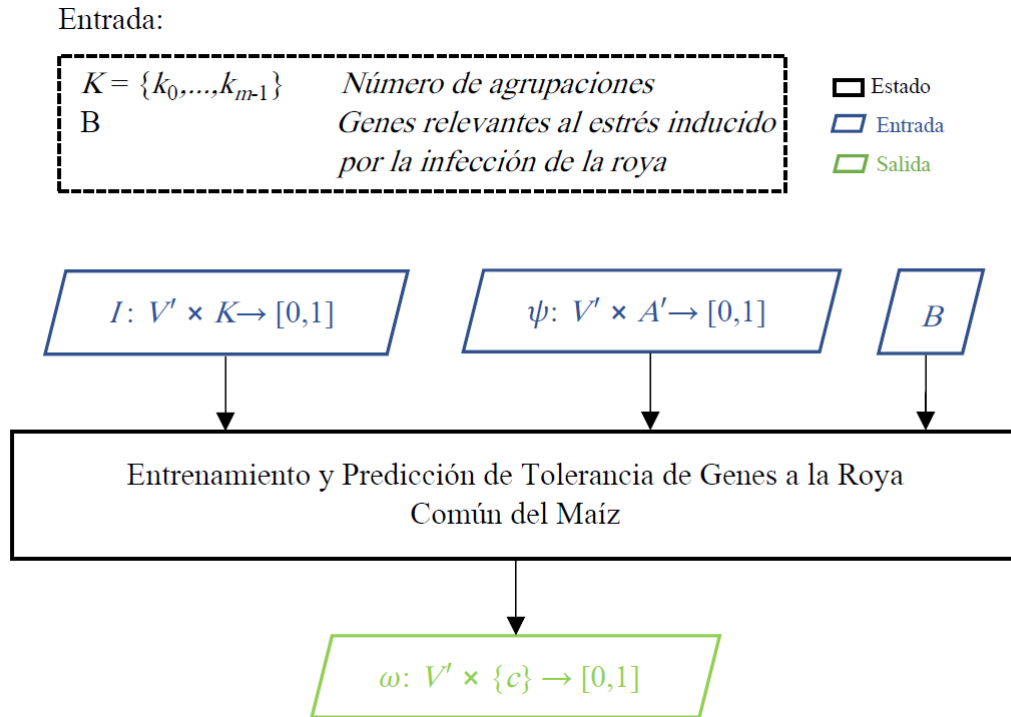 Entrada:
K = {k₀,...,kₘ₋₁} Número de agrupaciones
B Genes relevantes al estrés inducido
por la infección de la roya
Estado
Entrada
Salida
I: V′ × K→ [0,1]
ψ: V′ × A′→ [0,1]
B
Entrenamiento y Predicción de Tolerancia de Genes a la Roya
Común del Maíz
ω: V′ × {c} → [0,1]